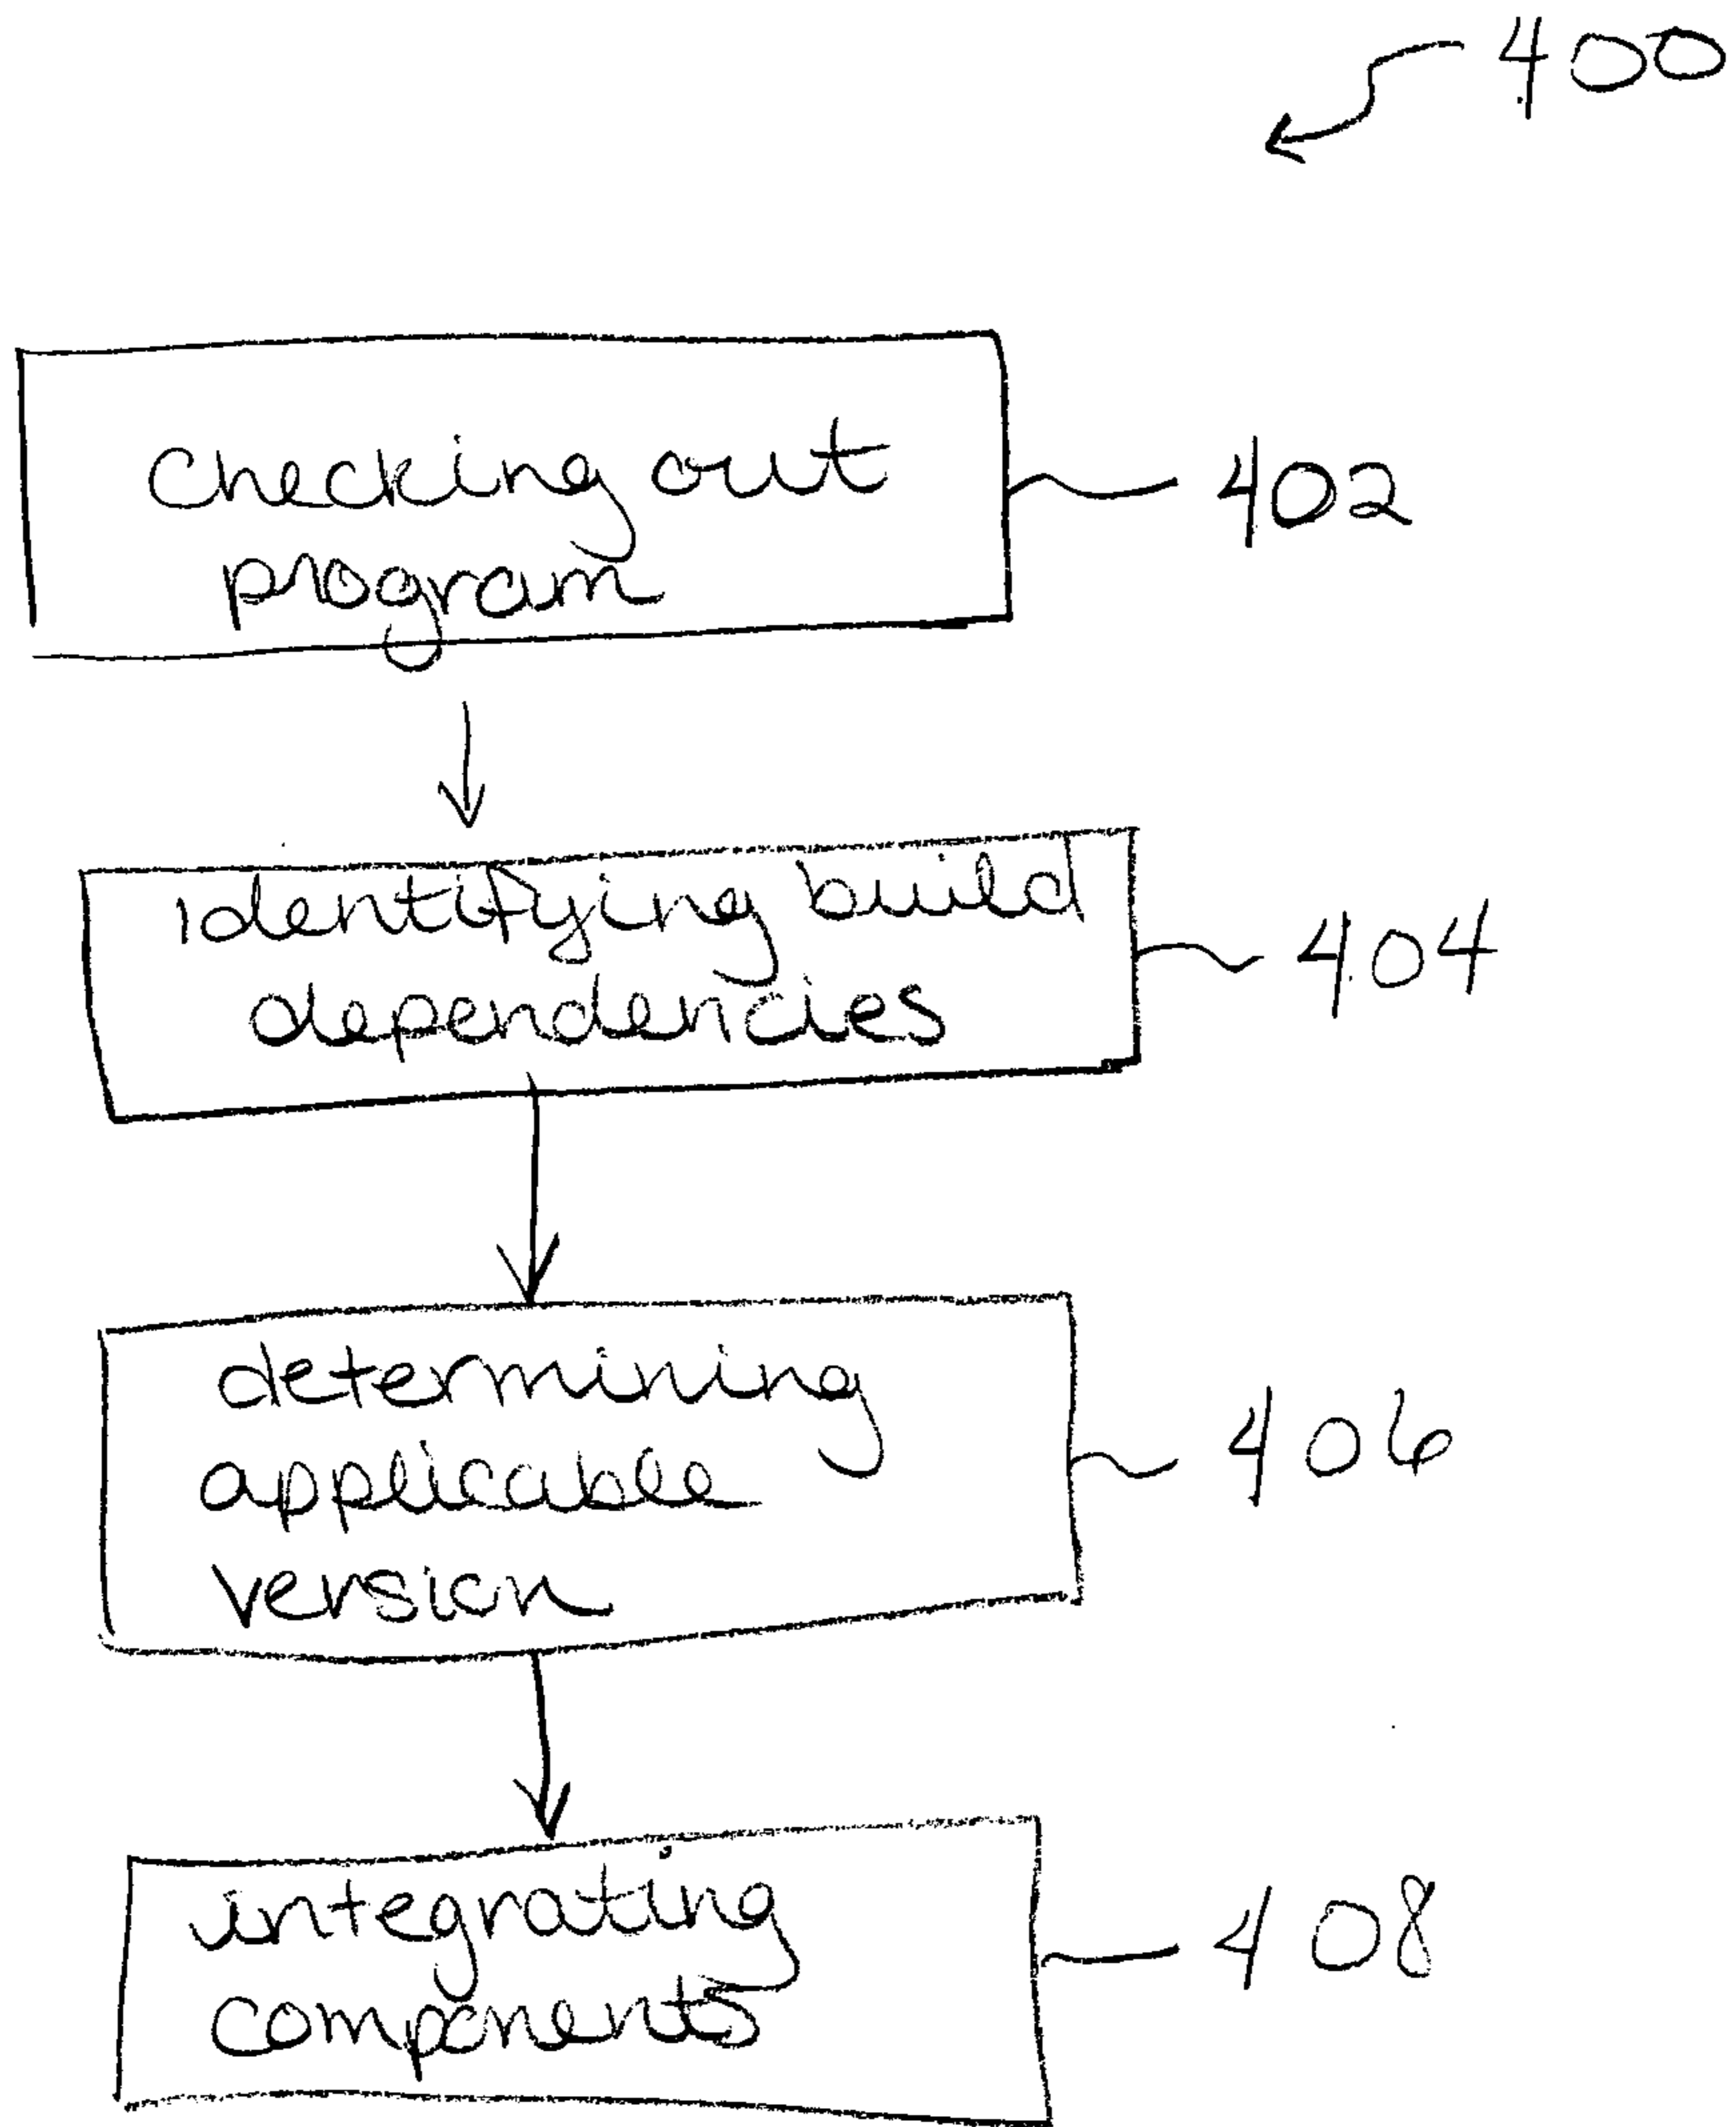 400
checking out
program
402
identifying build
dependencies
404
determining
applicable
version
406
integrating
components
408